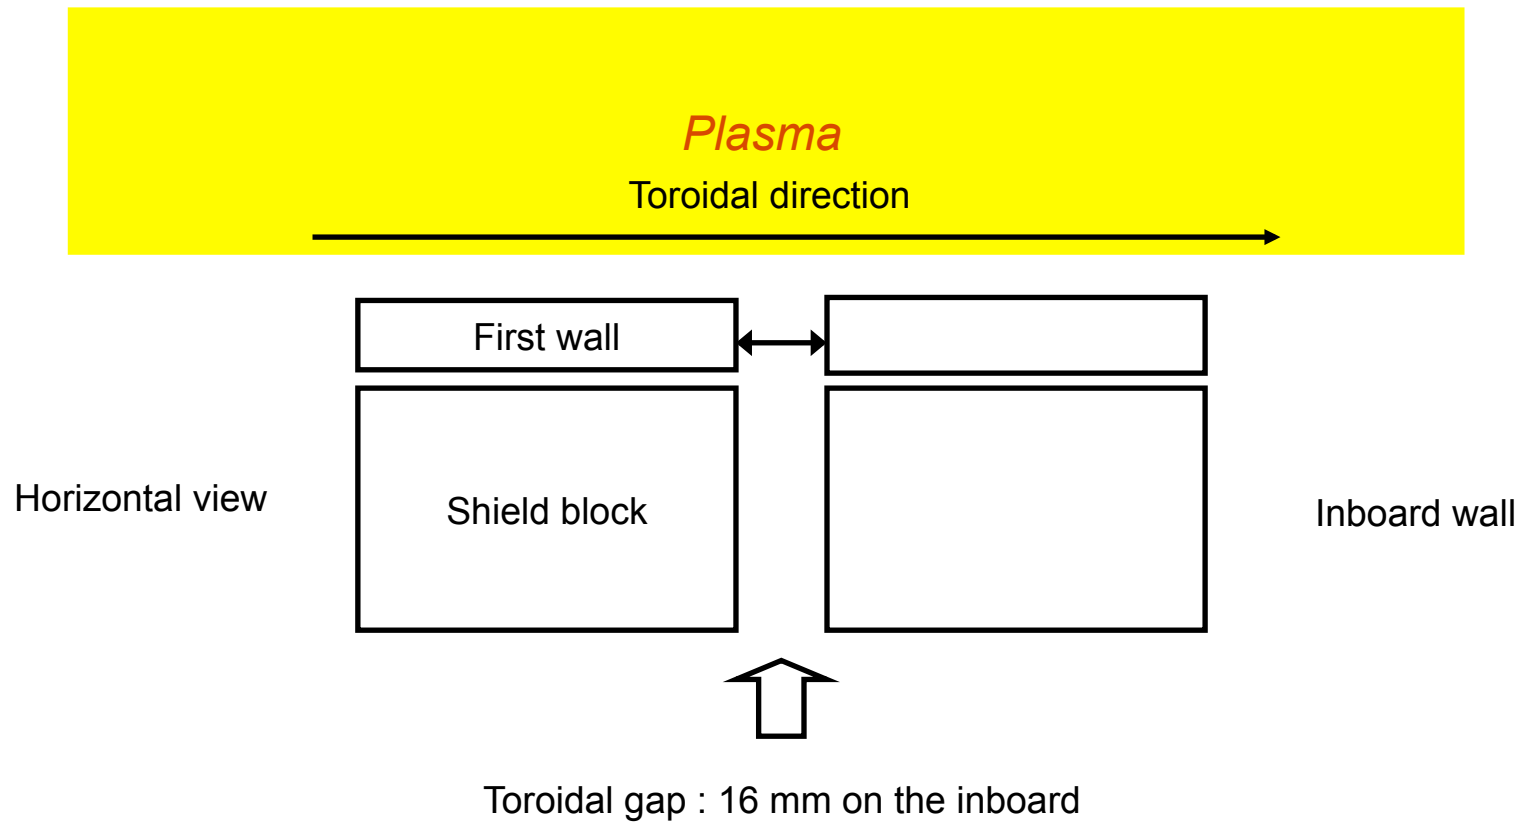 Plasma
Toroidal direction
First wall
Horizontal view
Shield block
Inboard wall
Toroidal gap : 16 mm on the inboard